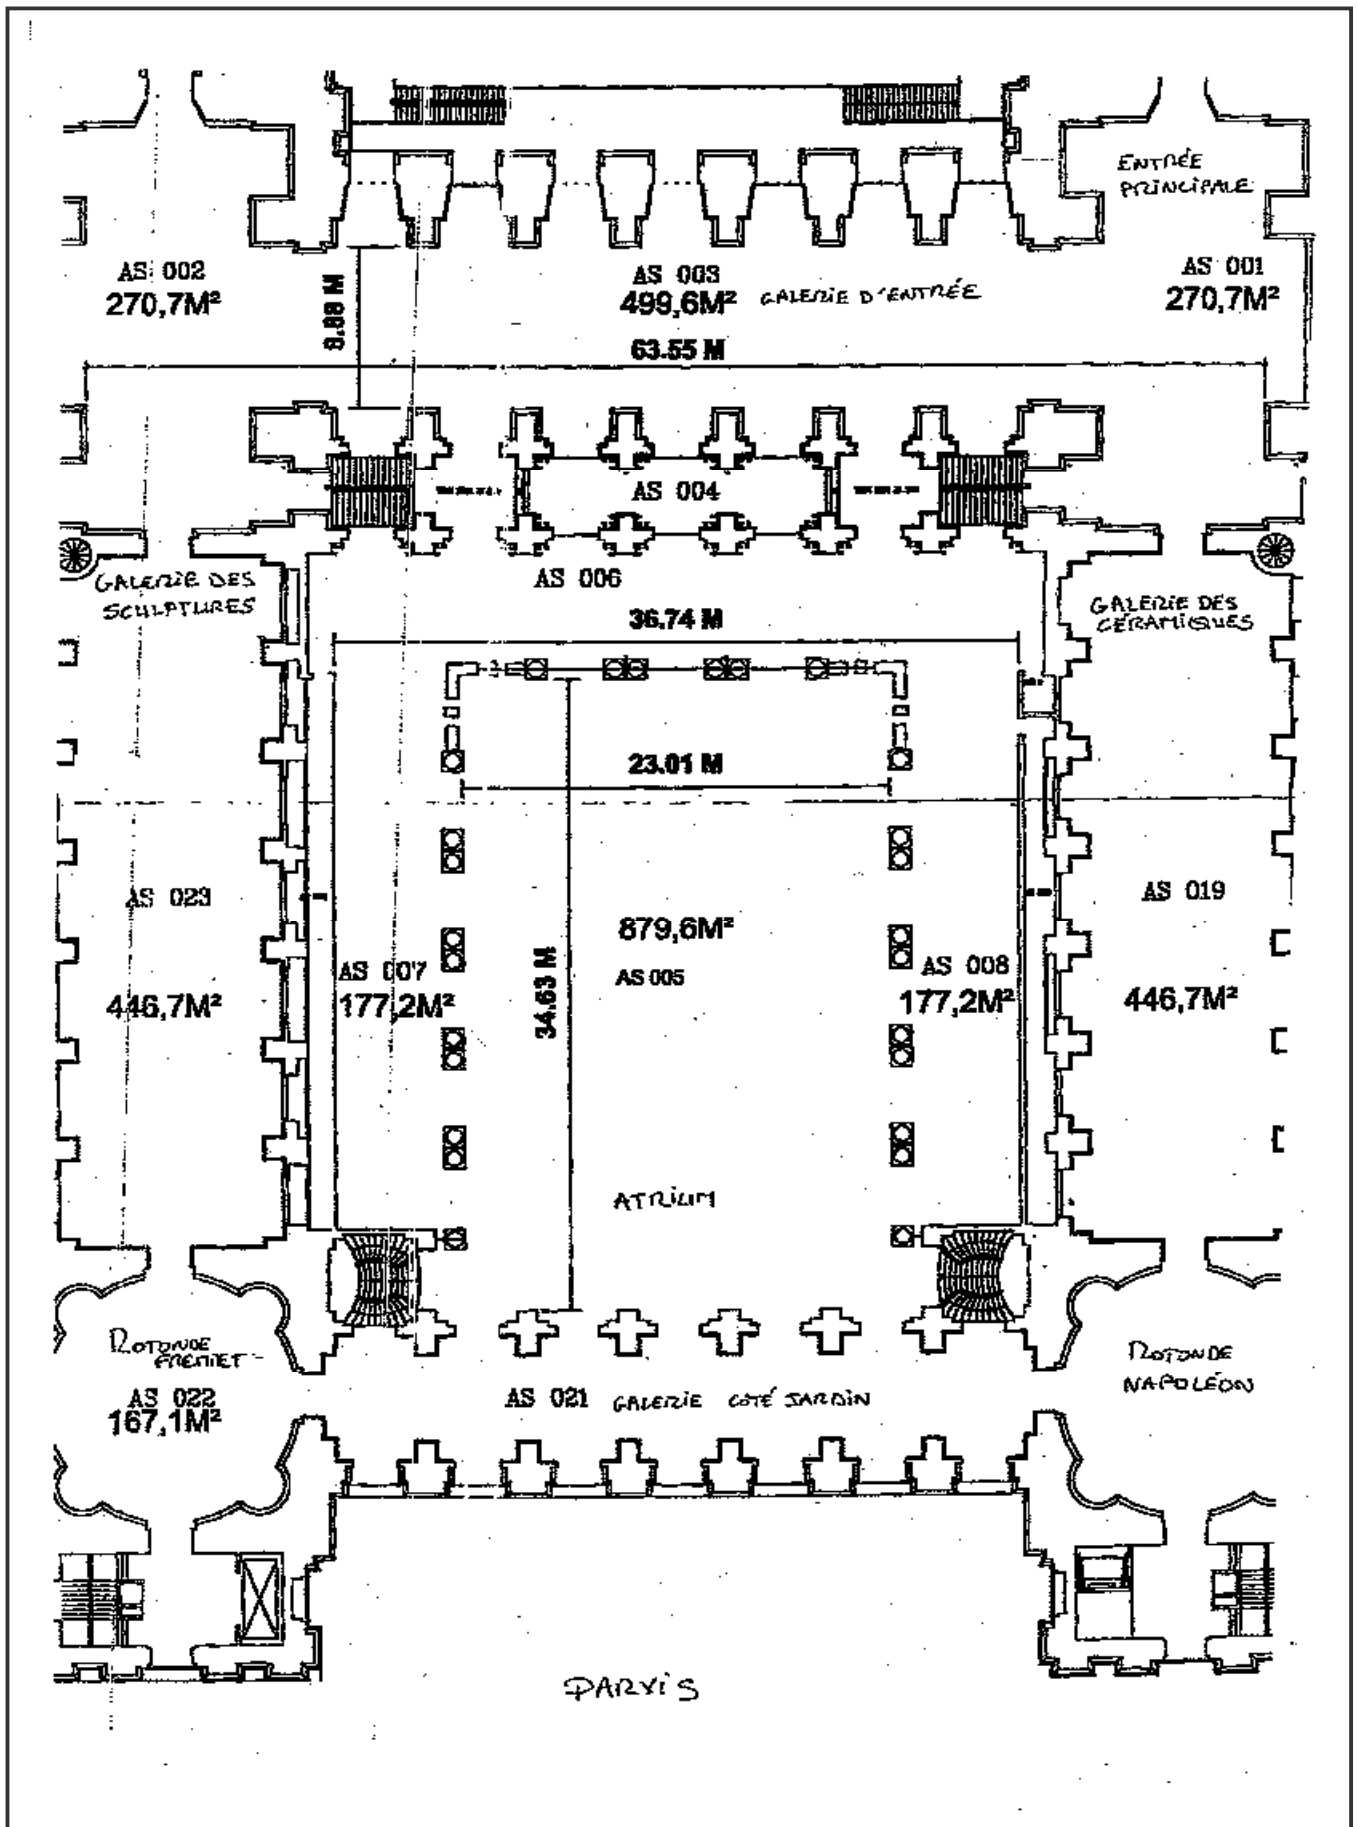 ENTRÉE
PRINCIPALE
AS 002
270,7M²
AS 003
499,6M²
GALERIE D'ENTRÉE
AS 001
270,7M²
8.88 M
63.55 M
AS 004
AS 006
GALERIE DES
SCULPTURES
GALERIE DES
CÉRAMIQUES
36.74 M
23.01 M
34.63 M
AS 023
446,7M²
AS 007
177,2M²
879,6M²
AS 005
AS 008
177,2M²
AS 019
446,7M²
ATRIUM
ROTONDE
FREMIET
AS 022
167,1M²
AS 021
GALERIE COTÉ JARDIN
ROTONDE
NAPOLÉON
PARVIS